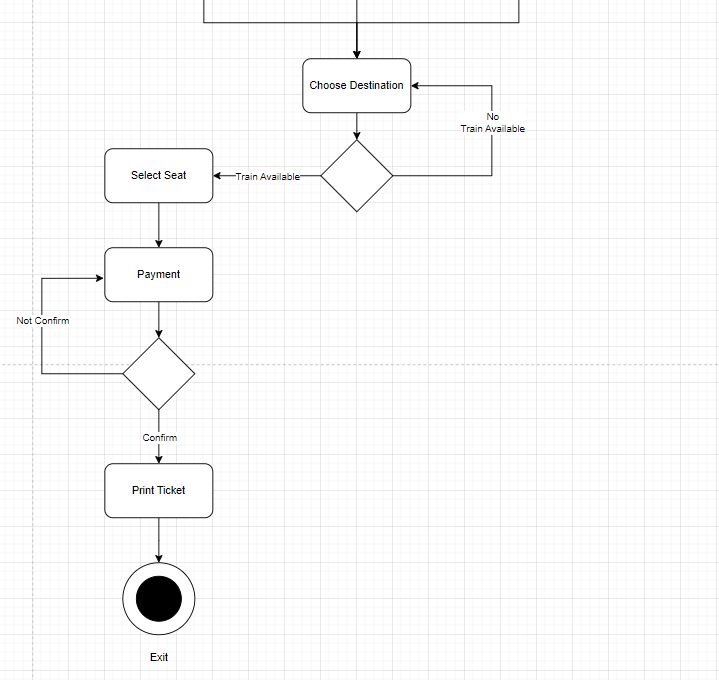 Choose Destination
No
Train Available
Select Seat
Train Available
Payment
Not Confirm
Confirm
Print Ticket
Exit